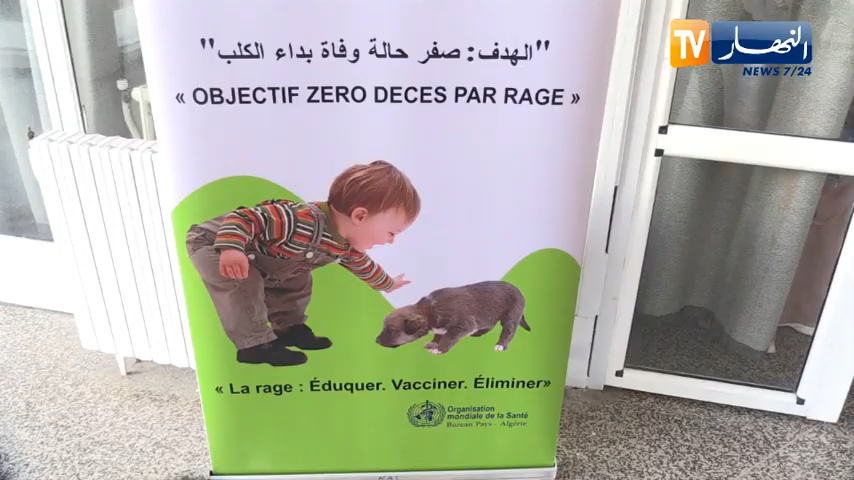 "الهدف: صفر حالة وفاة بداء الكلب"
« OBJECTIF ZERO DECES PAR RAGE »
« La rage : Éduquer. Vacciner. Éliminer»
Organisation
mondiale de la Santé
Bureau Pays - Algérie
TV النهار
NEWS 7/24